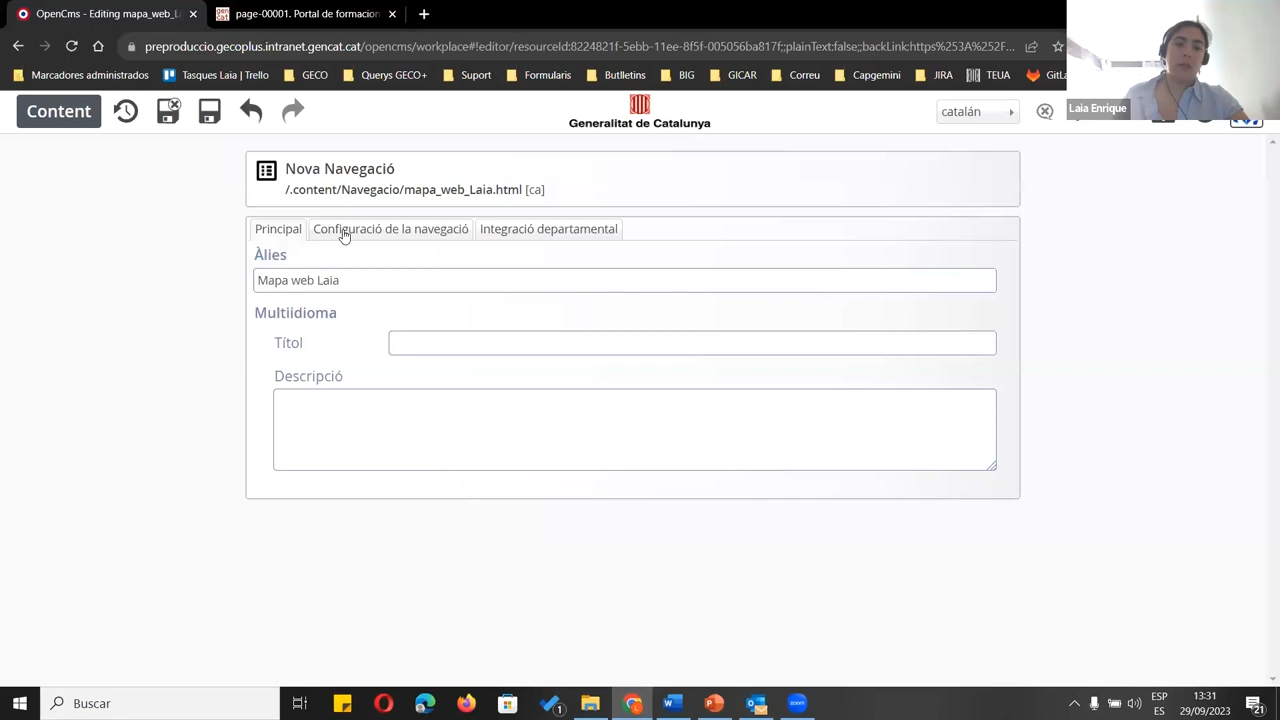 OpenCms - Editing mapa_web_L
page-00001. Portal de formacion
preproduccio.gecoplus.intranet.gencat.cat/opencms/workplace#!editor/resourceId:8224821f-5ebb-11ee-8f5f-005056ba817f;;plainText:false;;backLink:https%253A%252F...
Marcadores administrados
Tasques Laia | Trello
GECO
Opencys
Formularis
Butlletins
BIG
GIGAR
Correu
Capgemini
JIRA
TEUA
GitLa
Laia Enrique
Content
Generalitat de Catalunya
catalán
Nova Navegació
/.content/Navegacio/mapa_web_Laia.html [ca]
Principal
Configuració de la navegació
Integració departamental
Àlies
Mapa web Laia
Multiidioma
Títol
Descripció
Buscar
ESP
ES
13:31
29/09/2023
21